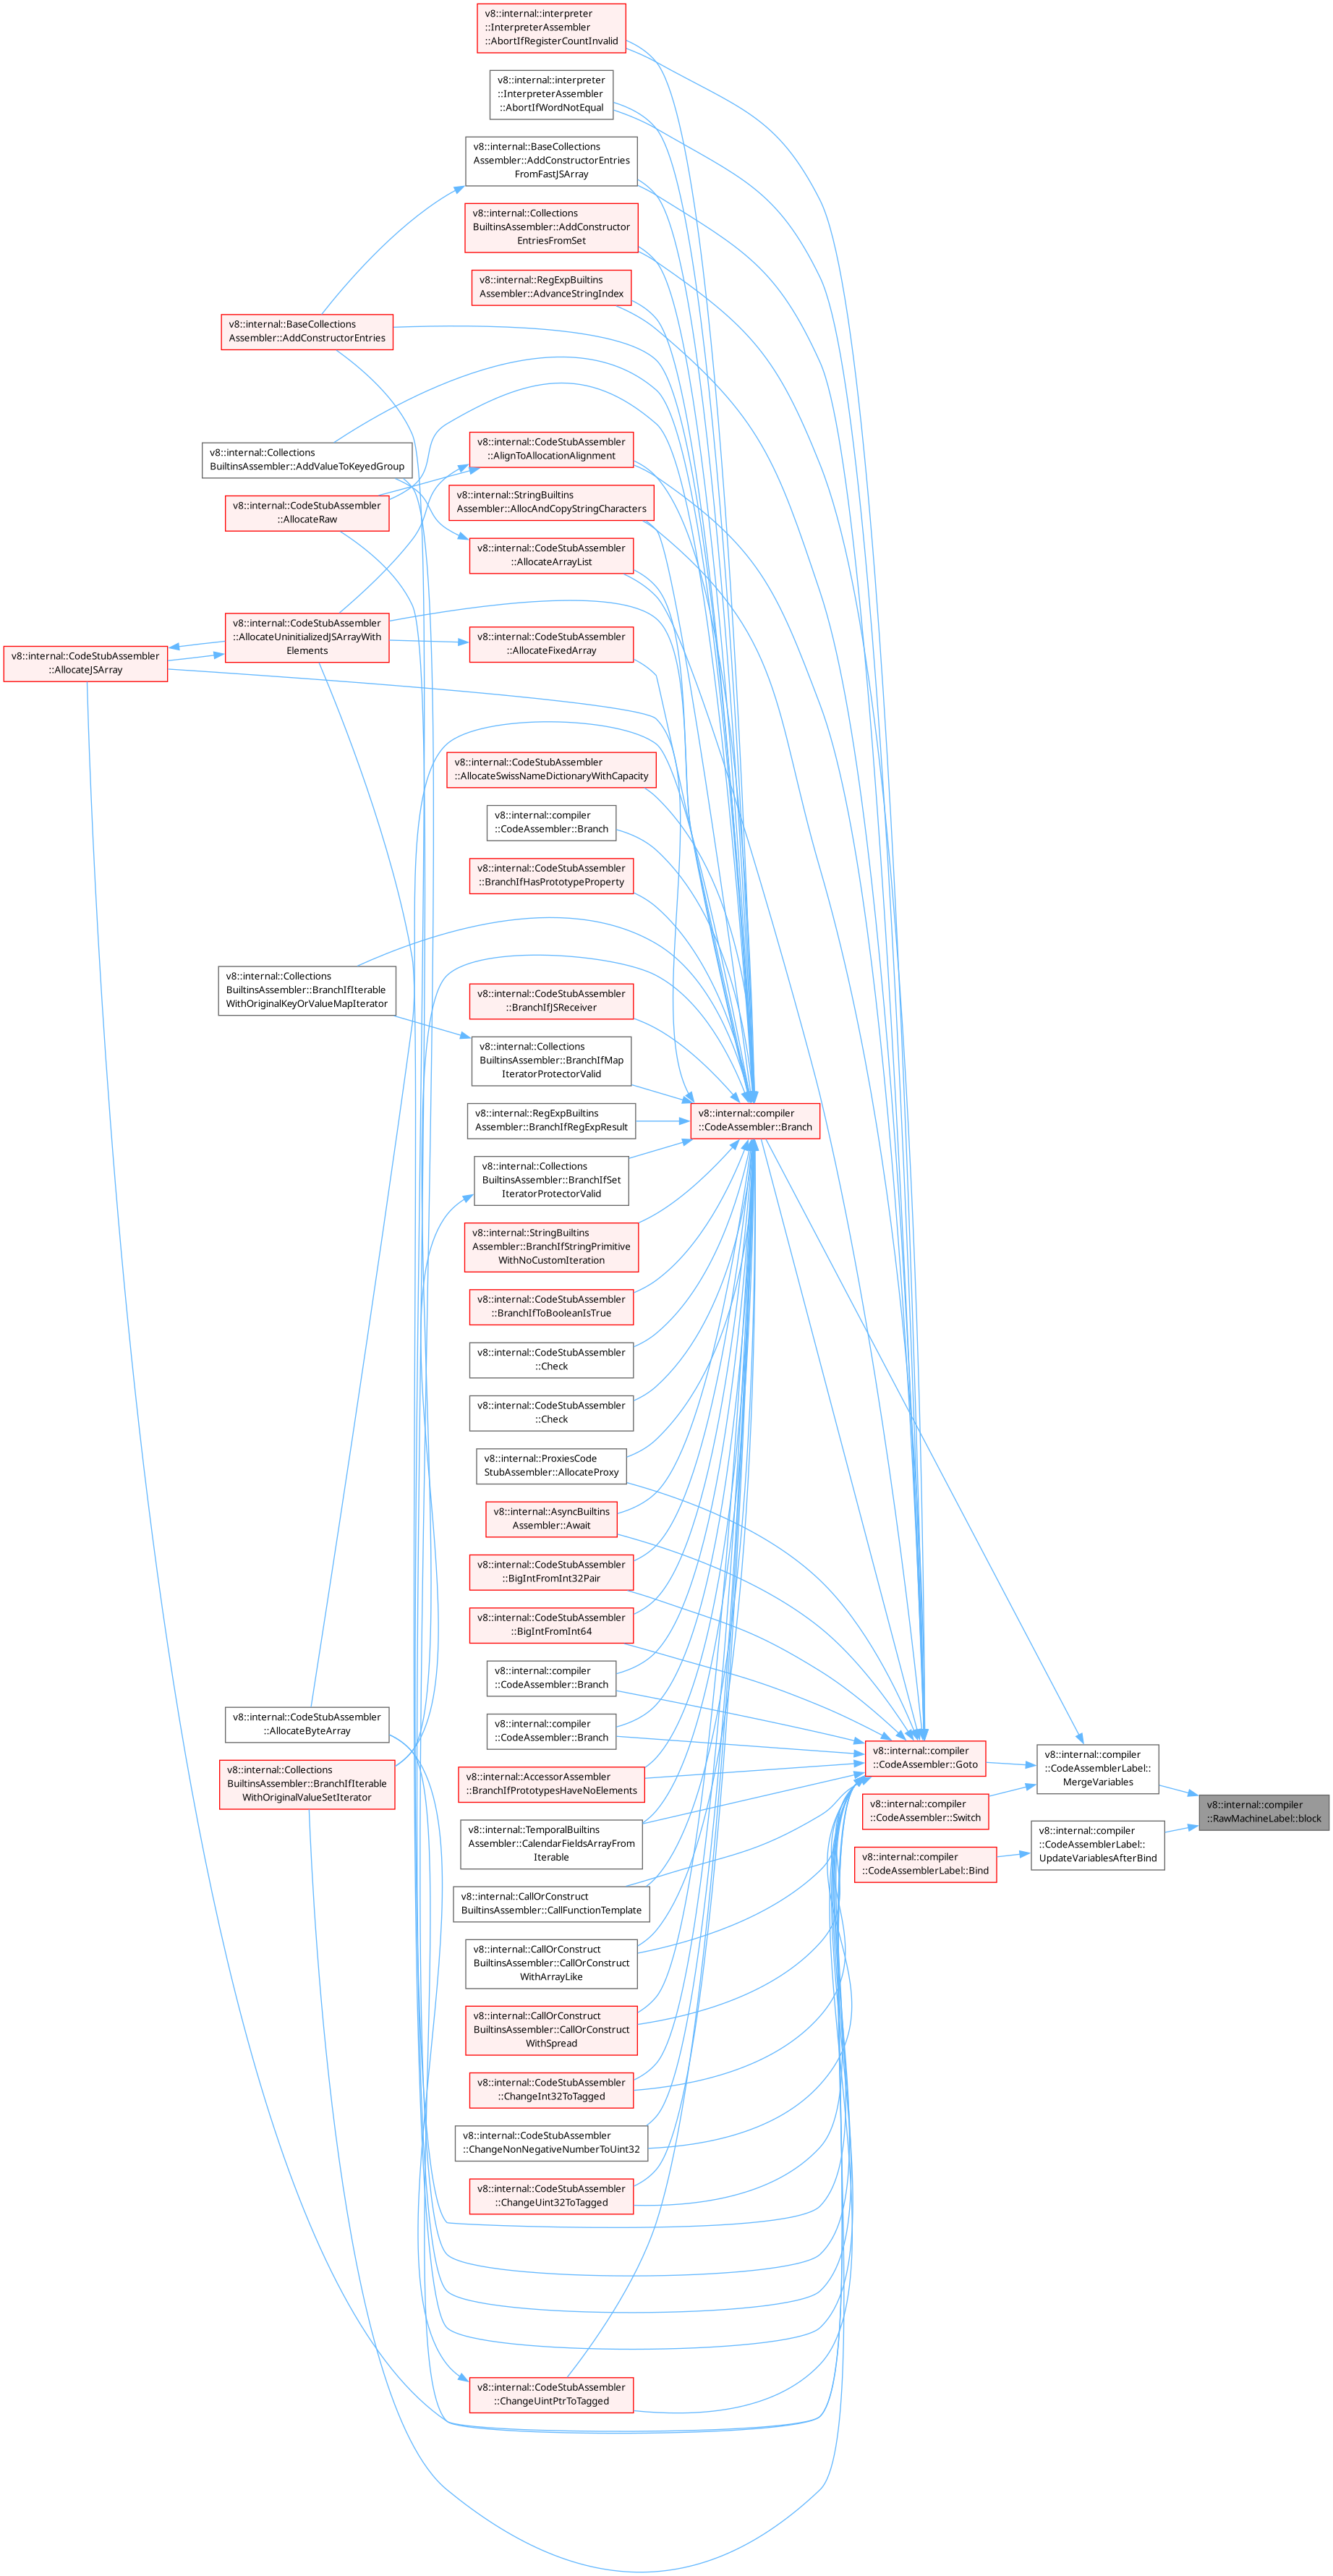 v8::internal::interpreter
::InterpreterAssembler
::AbortIfRegisterCountInvalid
v8::internal::interpreter
::InterpreterAssembler
::AbortIfWordNotEqual
v8::internal::BaseCollections
Assembler::AddConstructorEntries
FromFastJSArray
v8::internal::Collections
BuiltinsAssembler::AddConstructor
EntriesFromSet
v8::internal::RegExpBuiltins
Assembler::AdvanceStringIndex
v8::internal::BaseCollections
Assembler::AddConstructorEntries
v8::internal::Collections
BuiltinsAssembler::AddValueToKeyedGroup
v8::internal::CodeStubAssembler
::AlignToAllocationAlignment
v8::internal::CodeStubAssembler
::AllocateRaw
v8::internal::StringBuiltins
Assembler::AllocAndCopyStringCharacters
v8::internal::CodeStubAssembler
::AllocateArrayList
v8::internal::CodeStubAssembler
::AllocateUninitializedJSArrayWith
Elements
v8::internal::CodeStubAssembler
::AllocateFixedArray
v8::internal::CodeStubAssembler
::AllocateJSArray
v8::internal::CodeStubAssembler
::AllocateSwissNameDictionaryWithCapacity
v8::internal::compiler
::CodeAssembler::Branch
v8::internal::CodeStubAssembler
::BranchIfHasPrototypeProperty
v8::internal::Collections
BuiltinsAssembler::BranchIfIterable
WithOriginalKeyOrValueMapIterator
v8::internal::CodeStubAssembler
::BranchIfJSReceiver
v8::internal::Collections
BuiltinsAssembler::BranchIfMap
IteratorProtectorValid
v8::internal::RegExpBuiltins
Assembler::BranchIfRegExpResult
v8::internal::compiler
::CodeAssembler::Branch
v8::internal::Collections
BuiltinsAssembler::BranchIfSet
IteratorProtectorValid
v8::internal::StringBuiltins
Assembler::BranchIfStringPrimitive
WithNoCustomIteration
v8::internal::CodeStubAssembler
::BranchIfToBooleanIsTrue
v8::internal::CodeStubAssembler
::Check
v8::internal::CodeStubAssembler
::Check
v8::internal::ProxiesCode
StubAssembler::AllocateProxy
v8::internal::AsyncBuiltins
Assembler::Await
v8::internal::CodeStubAssembler
::BigIntFromInt32Pair
v8::internal::CodeStubAssembler
::BigIntFromInt64
v8::internal::compiler
::CodeAssembler::Branch
v8::internal::compiler
::CodeAssembler::Branch
v8::internal::CodeStubAssembler
::AllocateByteArray
v8::internal::Collections
BuiltinsAssembler::BranchIfIterable
WithOriginalValueSetIterator
v8::internal::AccessorAssembler
::BranchIfPrototypesHaveNoElements
v8::internal::compiler
::CodeAssembler::Goto
v8::internal::compiler
::CodeAssemblerLabel::
MergeVariables
v8::internal::compiler
::RawMachineLabel::block
v8::internal::compiler
::CodeAssembler::Switch
v8::internal::compiler
::CodeAssemblerLabel::
UpdateVariablesAfterBind
v8::internal::compiler
::CodeAssemblerLabel::Bind
v8::internal::TemporalBuiltins
Assembler::CalendarFieldsArrayFrom
Iterable
v8::internal::CallOrConstruct
BuiltinsAssembler::CallFunctionTemplate
v8::internal::CallOrConstruct
BuiltinsAssembler::CallOrConstruct
WithArrayLike
v8::internal::CallOrConstruct
BuiltinsAssembler::CallOrConstruct
WithSpread
v8::internal::CodeStubAssembler
::ChangeInt32ToTagged
v8::internal::CodeStubAssembler
::ChangeNonNegativeNumberToUint32
v8::internal::CodeStubAssembler
::ChangeUint32ToTagged
v8::internal::CodeStubAssembler
::ChangeUintPtrToTagged